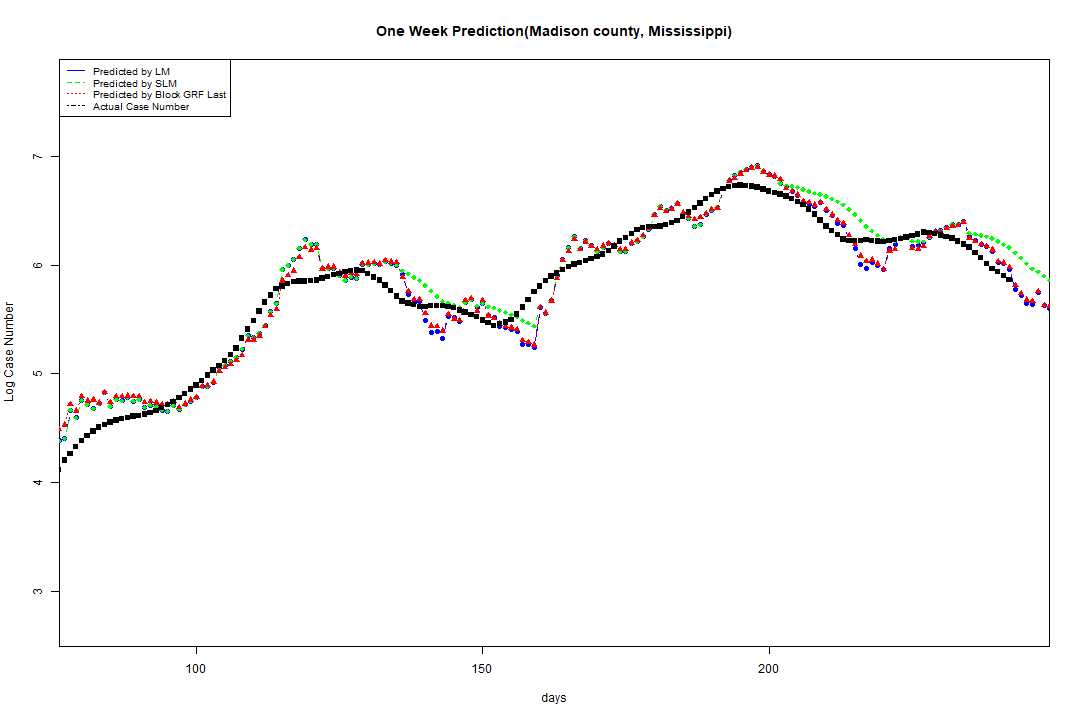 One Week Prediction(Madison county, Mississippi)
Predicted by LM
Predicted by SLM
Predicted by Block GRF Last
Actual Case Number
7
6
5
4
3
Log Case Number
100
150
200
days